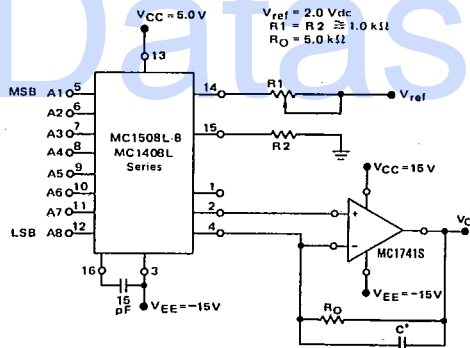 Datas
VCC = 5.0 V
Vref = 2.0 Vdc
R1 = R2 ≅ 1.0 kΩ
RO = 5.0 kΩ
13
MSB A1 5
A2 6
A3 7
A4 8
A5 9
A6 10
A7 11
LSB A8 12
MC1508L-8
MC1408L
Series
14
R1
Vref
15
R2
1
2
4
VCC = 15 V
+
−
MC1741S
VO
VEE = −15V
RO
C*
16
3
15
pF
VEE = −15V